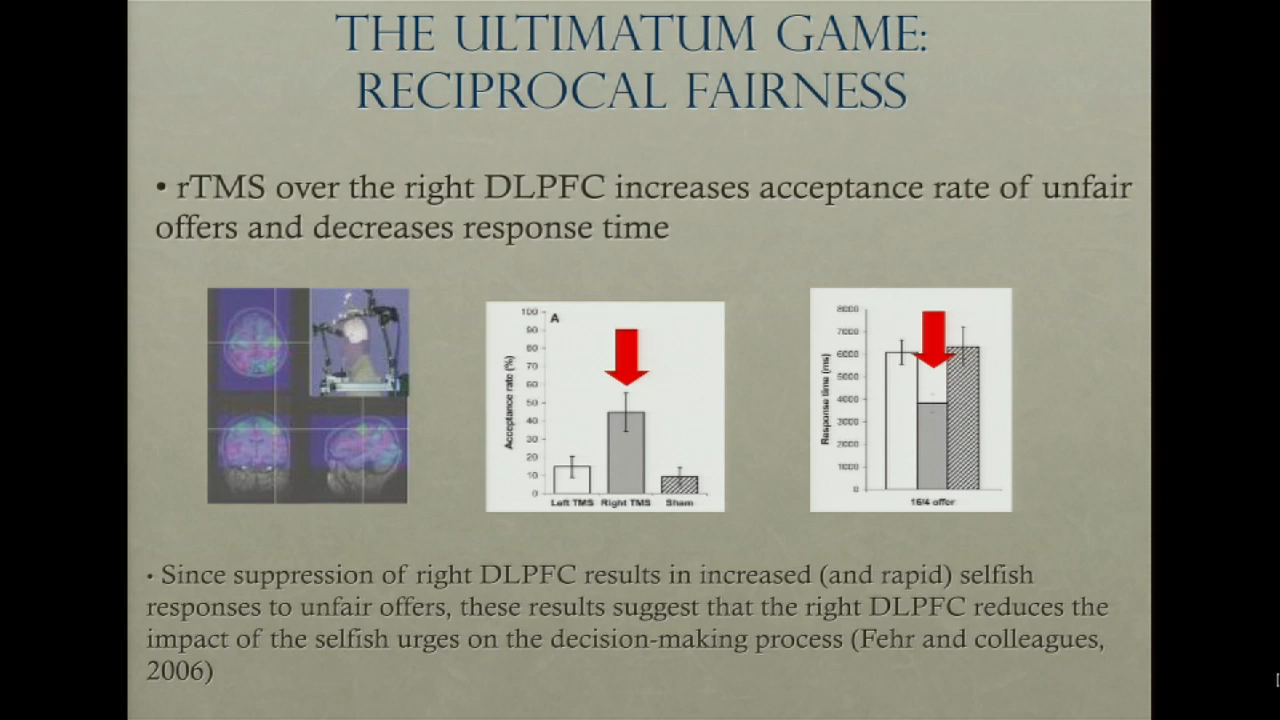 THE ULTIMATUM GAME:
RECIPROCAL FAIRNESS
• rTMS over the right DLPFC increases acceptance rate of unfair
offers and decreases response time
A
Acceptance rate (%)
100
90
80
70
60
50
40
30
20
10
0
Left TMS Right TMS Sham
Response time (ms)
8000
7000
6000
5000
4000
3000
2000
1000
0
16/4 offer
• Since suppression of right DLPFC results in increased (and rapid) selfish
responses to unfair offers, these results suggest that the right DLPFC reduces the
impact of the selfish urges on the decision-making process (Fehr and colleagues,
2006)